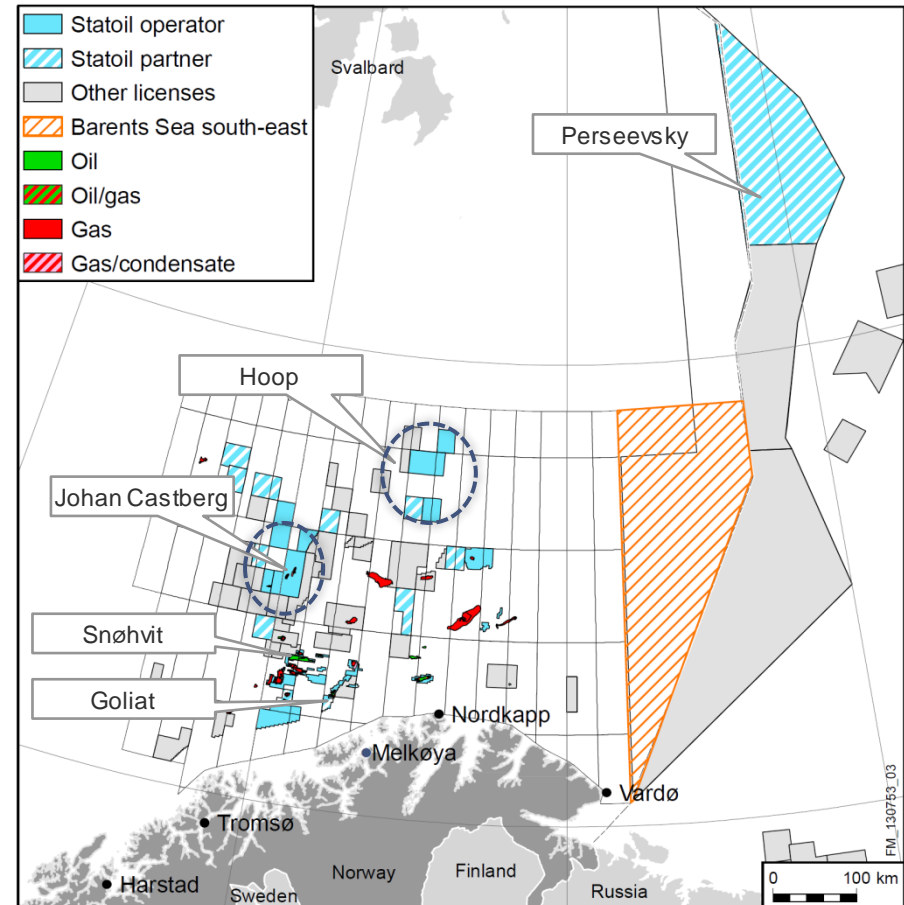 Statoil operator
Statoil partner
Other licenses
Barents Sea south-east
Oil
Oil/gas
Gas
Gas/condensate
Svalbard
Perseevsky
Hoop
Johan Castberg
Snøhvit
Goliat
Nordkapp
Melkøya
Vardø
Tromsø
Harstad
Norway
Finland
Sweden
Russia
FM_130753_03
0 100 km